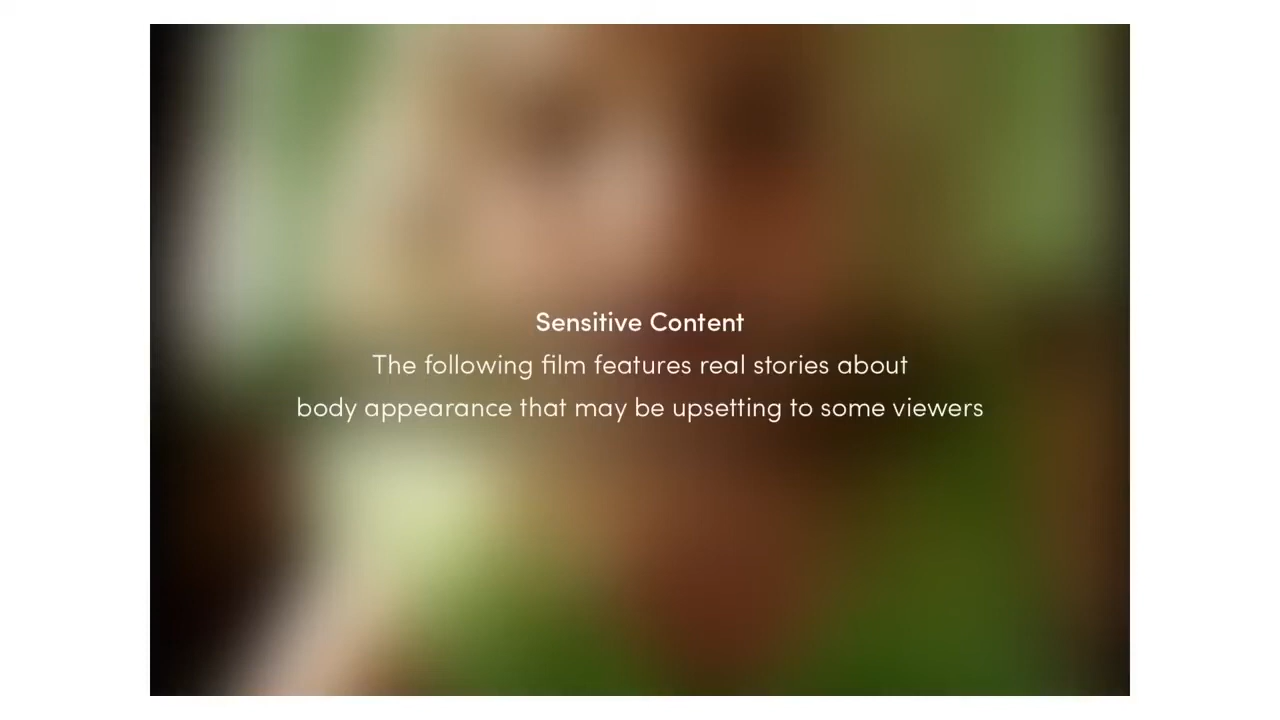 Sensitive Content
The following film features real stories about
body appearance that may be upsetting to some viewers